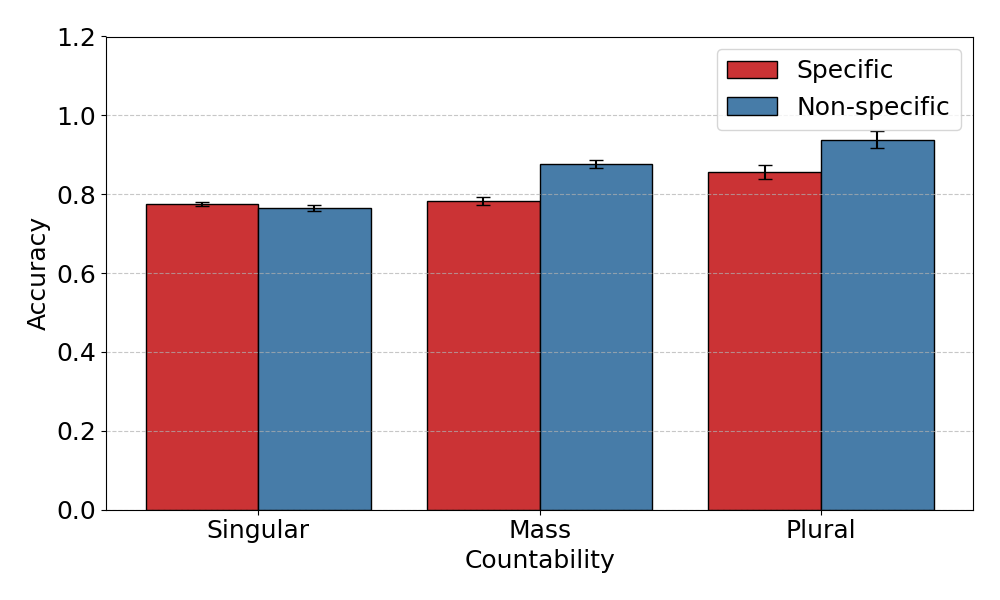 1.2
1.0
0.8
0.6
0.4
0.2
0.0
Accuracy
Specific
Non-specific
Singular
Mass
Plural
Countability